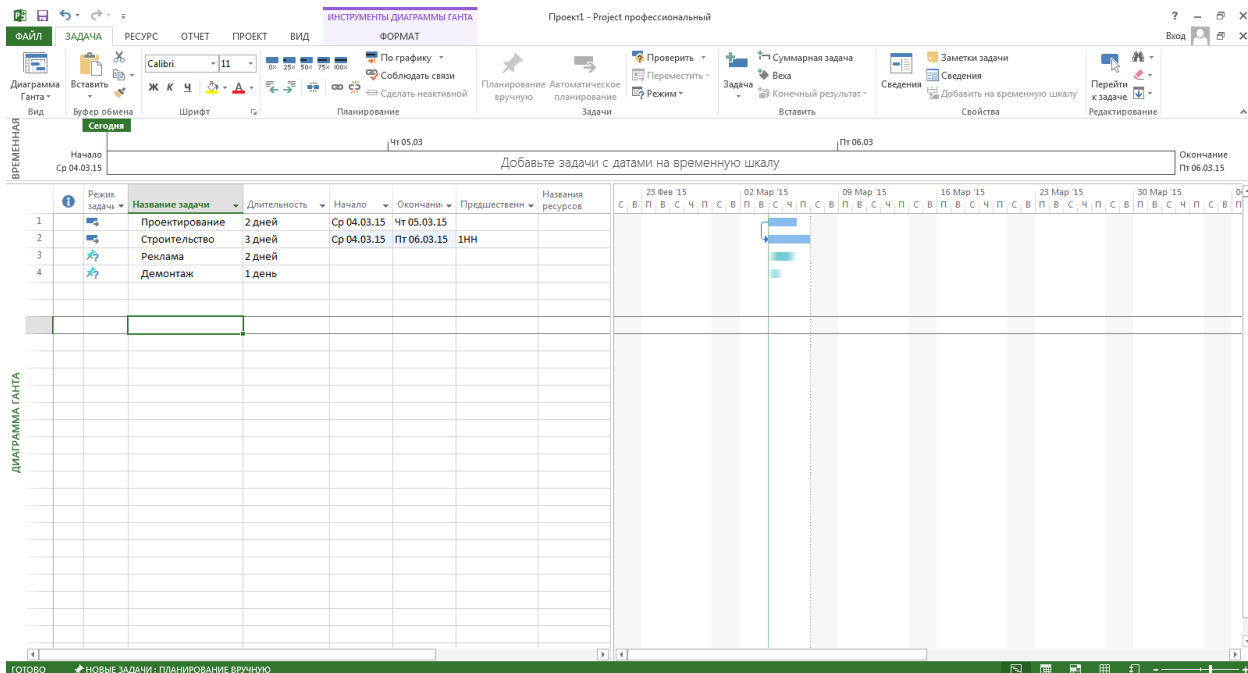 ИНСТРУМЕНТЫ ДИАГРАММЫ ГАНТА
Проект1 - Project профессиональный
ФАЙЛ ЗАДАЧА РЕСУРС ОТЧЕТ ПРОЕКТ ВИД ФОРМАТ Вход
Диаграмма Ганта
Вид
Вставить
Буфер обмена
Calibri 11
Ж К Ч
Шрифт
0% 25% 50% 75% 100%
По графику
Соблюдать связи
Сделать неактивной
Планирование
Планирование вручную
Автоматическое планирование
Проверить
Переместить
Режим
Задачи
Задача
Суммарная задача
Веха
Конечный результат
Вставить
Сведения
Заметки задачи
Сведения
Добавить на временную шкалу
Свойства
Перейти к задаче
Редактирование
ВРЕМЕННАЯ
Сегодня
Чт 05.03
Пт 06.03
Начало
Ср 04.03.15
Добавьте задачи с датами на временную шкалу
Окончание
Пт 06.03.15
Режим задачи Название задачи Длительность Начало Окончани Предшественн Названия ресурсов
23 Фев '15 02 Мар '15 09 Мар '15 16 Мар '15 23 Мар '15 30 Мар '15
С В П В С Ч П С В П В С Ч П С В П В С Ч П С В П В С Ч П С В П В С Ч П С В П В С Ч П С В П
1 Проектирование 2 дней Ср 04.03.15 Чт 05.03.15
2 Строительство 3 дней Ср 04.03.15 Пт 06.03.15 1НН
3 Реклама 2 дней
4 Демонтаж 1 день
ДИАГРАММА ГАНТА
ГОТОВО НОВЫЕ ЗАДАЧИ : ПЛАНИРОВАНИЕ ВРУЧНУЮ